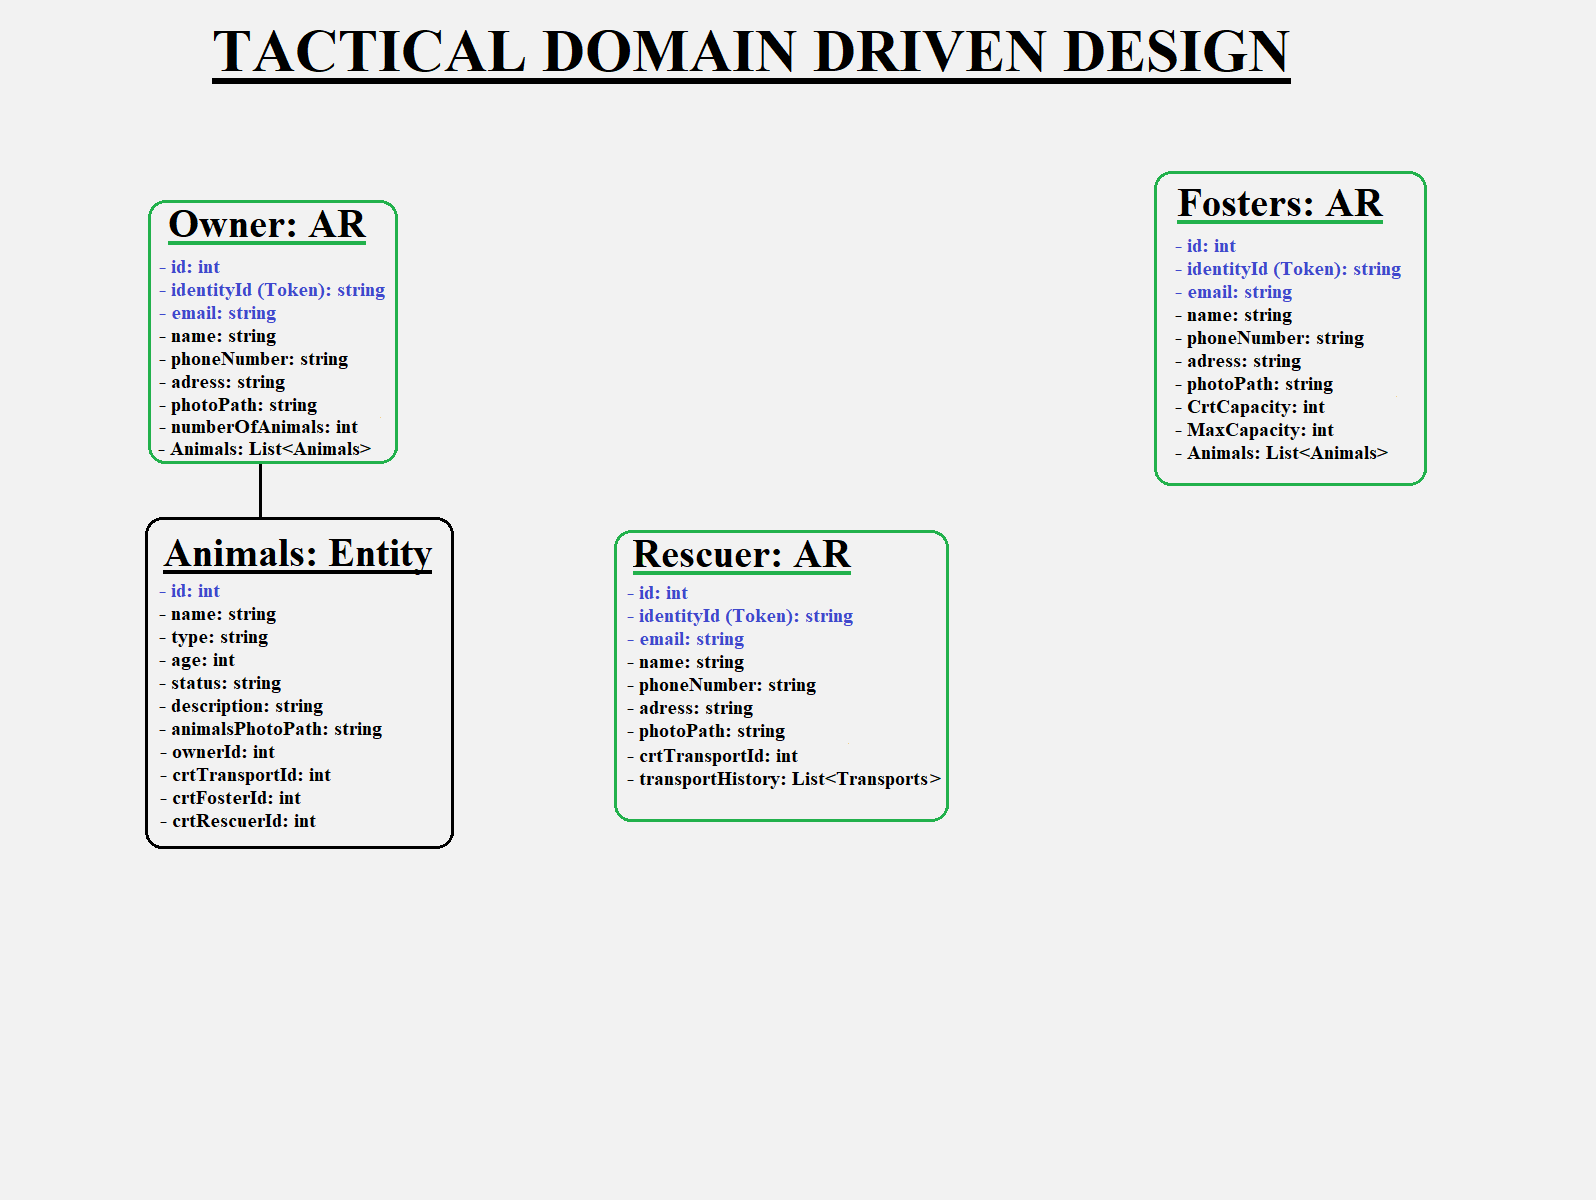 TACTICAL DOMAIN DRIVEN DESIGN
Owner: AR
- id: int
- identityId (Token): string
- email: string
- name: string
- phoneNumber: string
- adress: string
- photoPath: string
- numberOfAnimals: int
- Animals: List<Animals>
Animals: Entity
- id: int
- name: string
- type: string
- age: int
- status: string
- description: string
- animalsPhotoPath: string
- ownerId: int
- crtTransportId: int
- crtFosterId: int
- crtRescuerId: int
Rescuer: AR
- id: int
- identityId (Token): string
- email: string
- name: string
- phoneNumber: string
- adress: string
- photoPath: string
- crtTransportId: int
- transportHistory: List<Transports>
Fosters: AR
- id: int
- identityId (Token): string
- email: string
- name: string
- phoneNumber: string
- adress: string
- photoPath: string
- CrtCapacity: int
- MaxCapacity: int
- Animals: List<Animals>